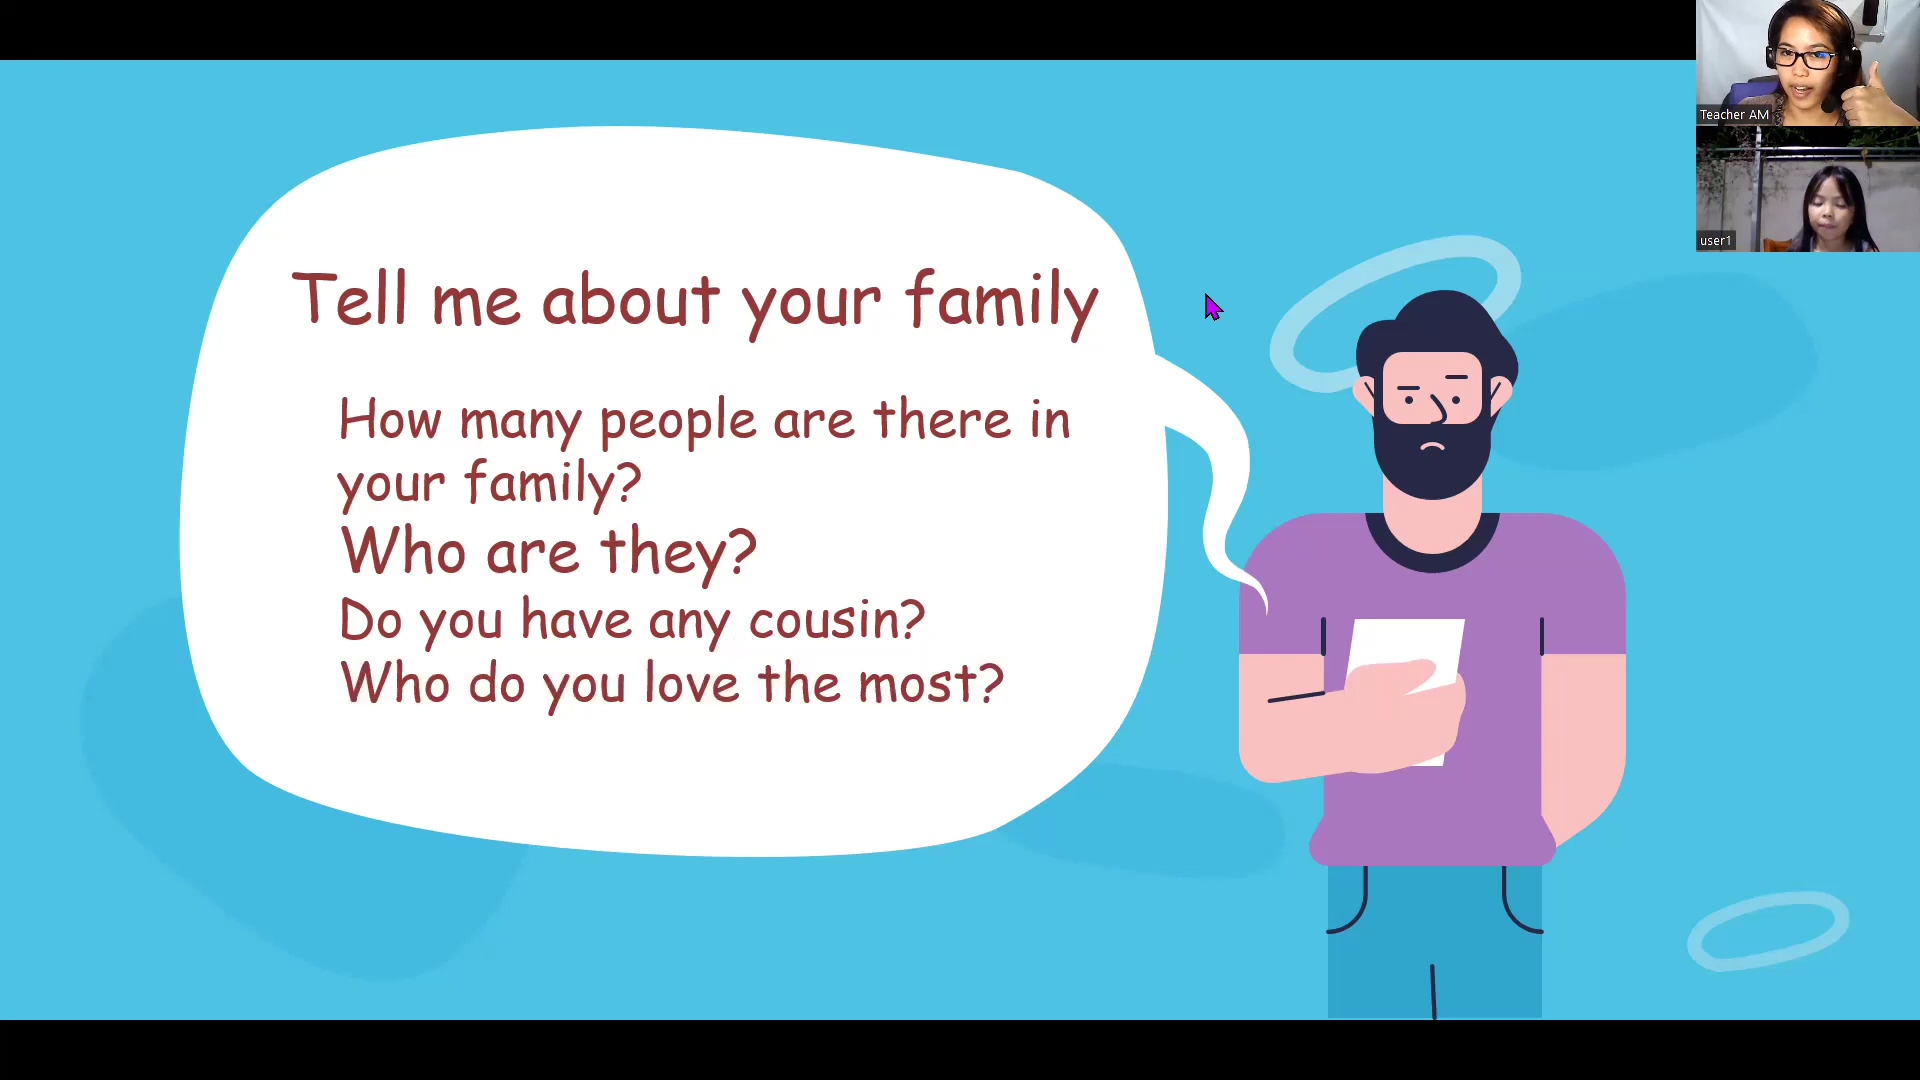 Tell me about your family
How many people are there in
your family?
Who are they?
Do you have any cousin?
Who do you love the most?
Teacher AM
user1